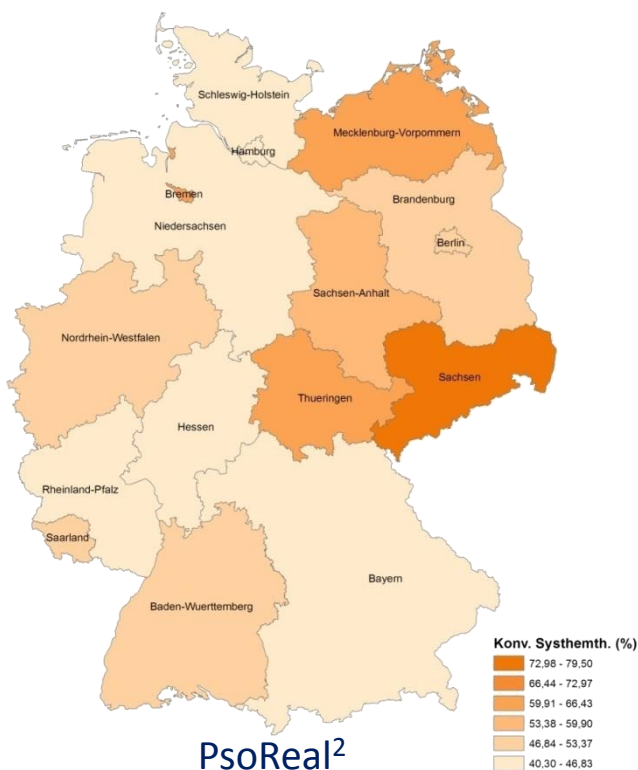 Schleswig-Holstein
Mecklenburg-Vorpommern
Hamburg
Bremen
Brandenburg
Niedersachsen
Berlin
Sachsen-Anhalt
Nordrhein-Westfalen
Sachsen
Thueringen
Hessen
Rheinland-Pfalz
Saarland
Bayern
Baden-Wuerttemberg
Konv. Systhemth. (%)
72,98 - 79,50
66,44 - 72,97
59,91 - 66,43
53,38 - 59,90
46,84 - 53,37
40,30 - 46,83
PsoReal²